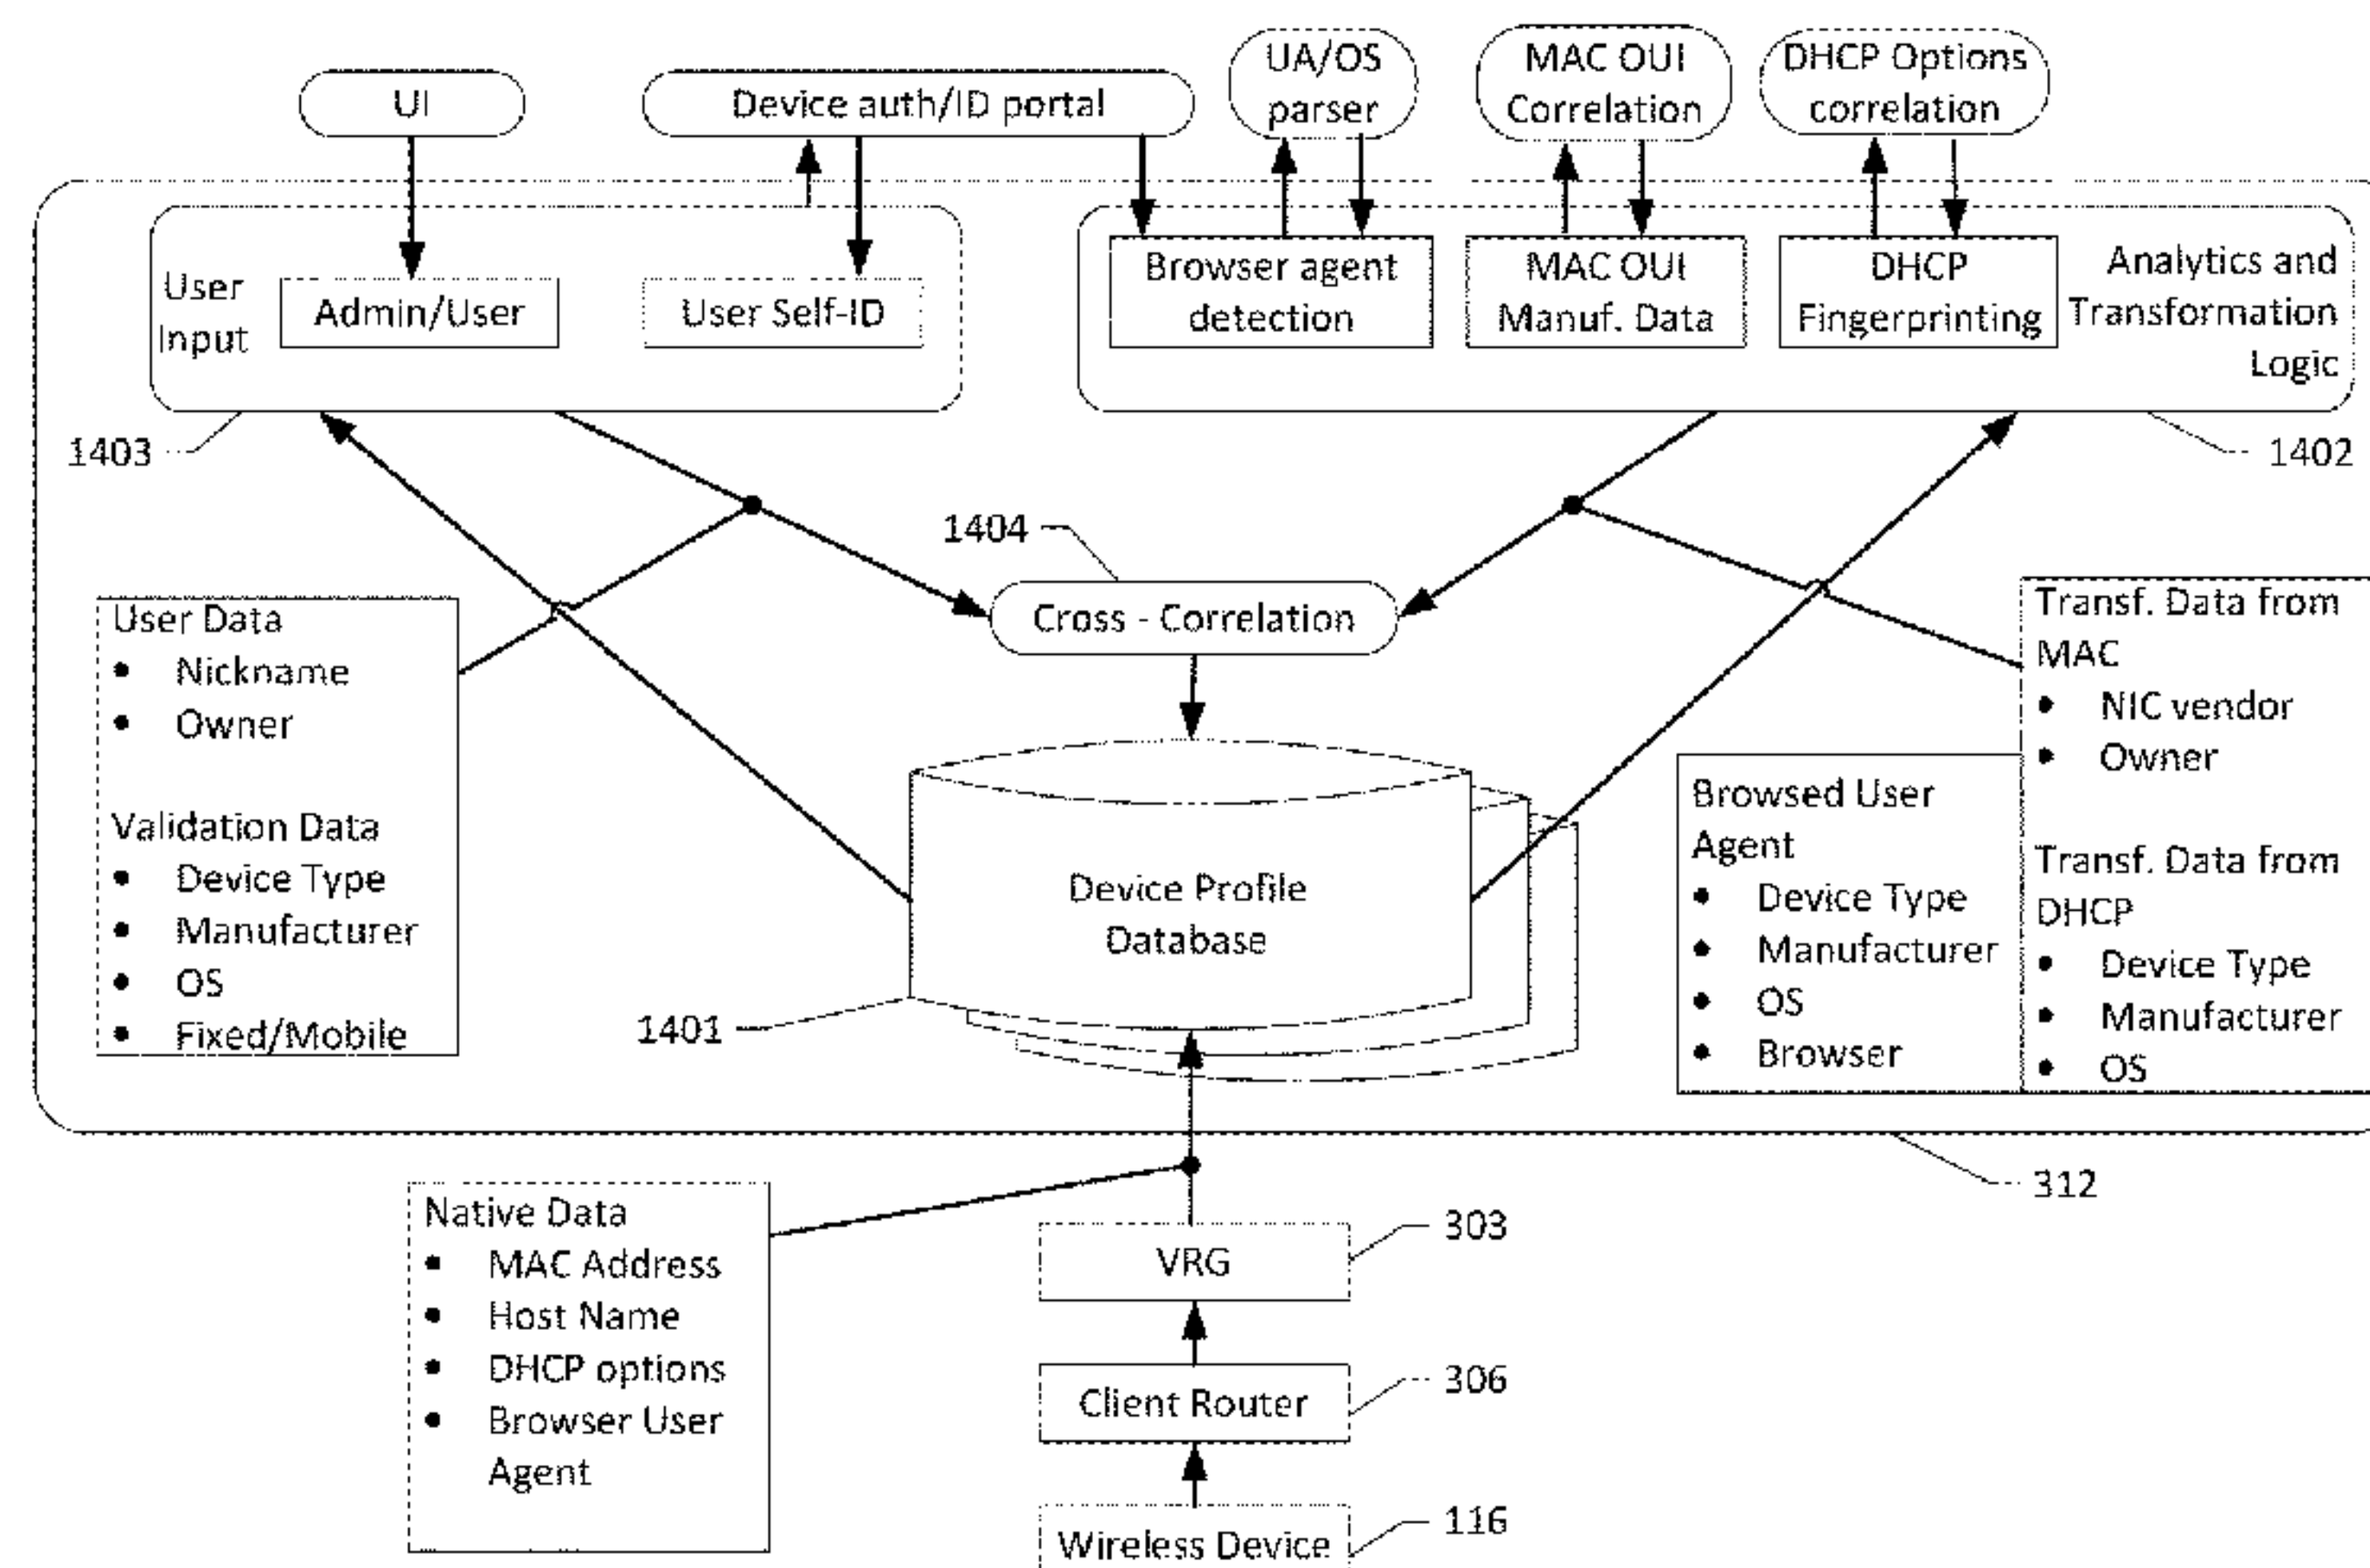 UI
Device auth/ID portal
UA/OS
parser
MAC OUI
Correlation
DHCP Options
correlation
User
Input
Admin/User
User Self-ID
Browser agent
detection
MAC OUI
Manuf. Data
DHCP
Fingerprinting
Analytics and
Transformation
Logic
1403
1402
1404
Cross - Correlation
User Data
• Nickname
• Owner
Validation Data
• Device Type
• Manufacturer
• OS
• Fixed/Mobile
Device Profile
Database
1401
Browsed User
Agent
• Device Type
• Manufacturer
• OS
• Browser
Transf. Data from
MAC
• NIC vendor
• Owner
Transf. Data from
DHCP
• Device Type
• Manufacturer
• OS
312
Native Data
• MAC Address
• Host Name
• DHCP options
• Browser User
Agent
VRG
303
Client Router
306
Wireless Device
116